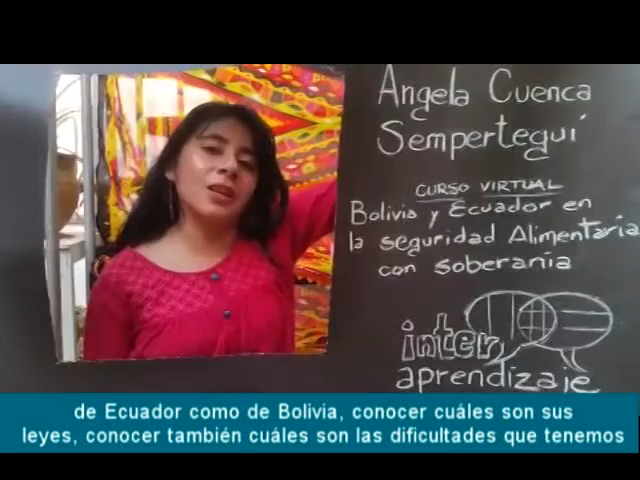 Angela Cuenca
Sempertegui
CURSO VIRTUAL
Bolivia y Ecuador en
la seguridad Alimentaria
con soberanía
inter
aprendizaje
de Ecuador como de Bolivia, conocer cuáles son sus
leyes, conocer también cuáles son las dificultades que tenemos